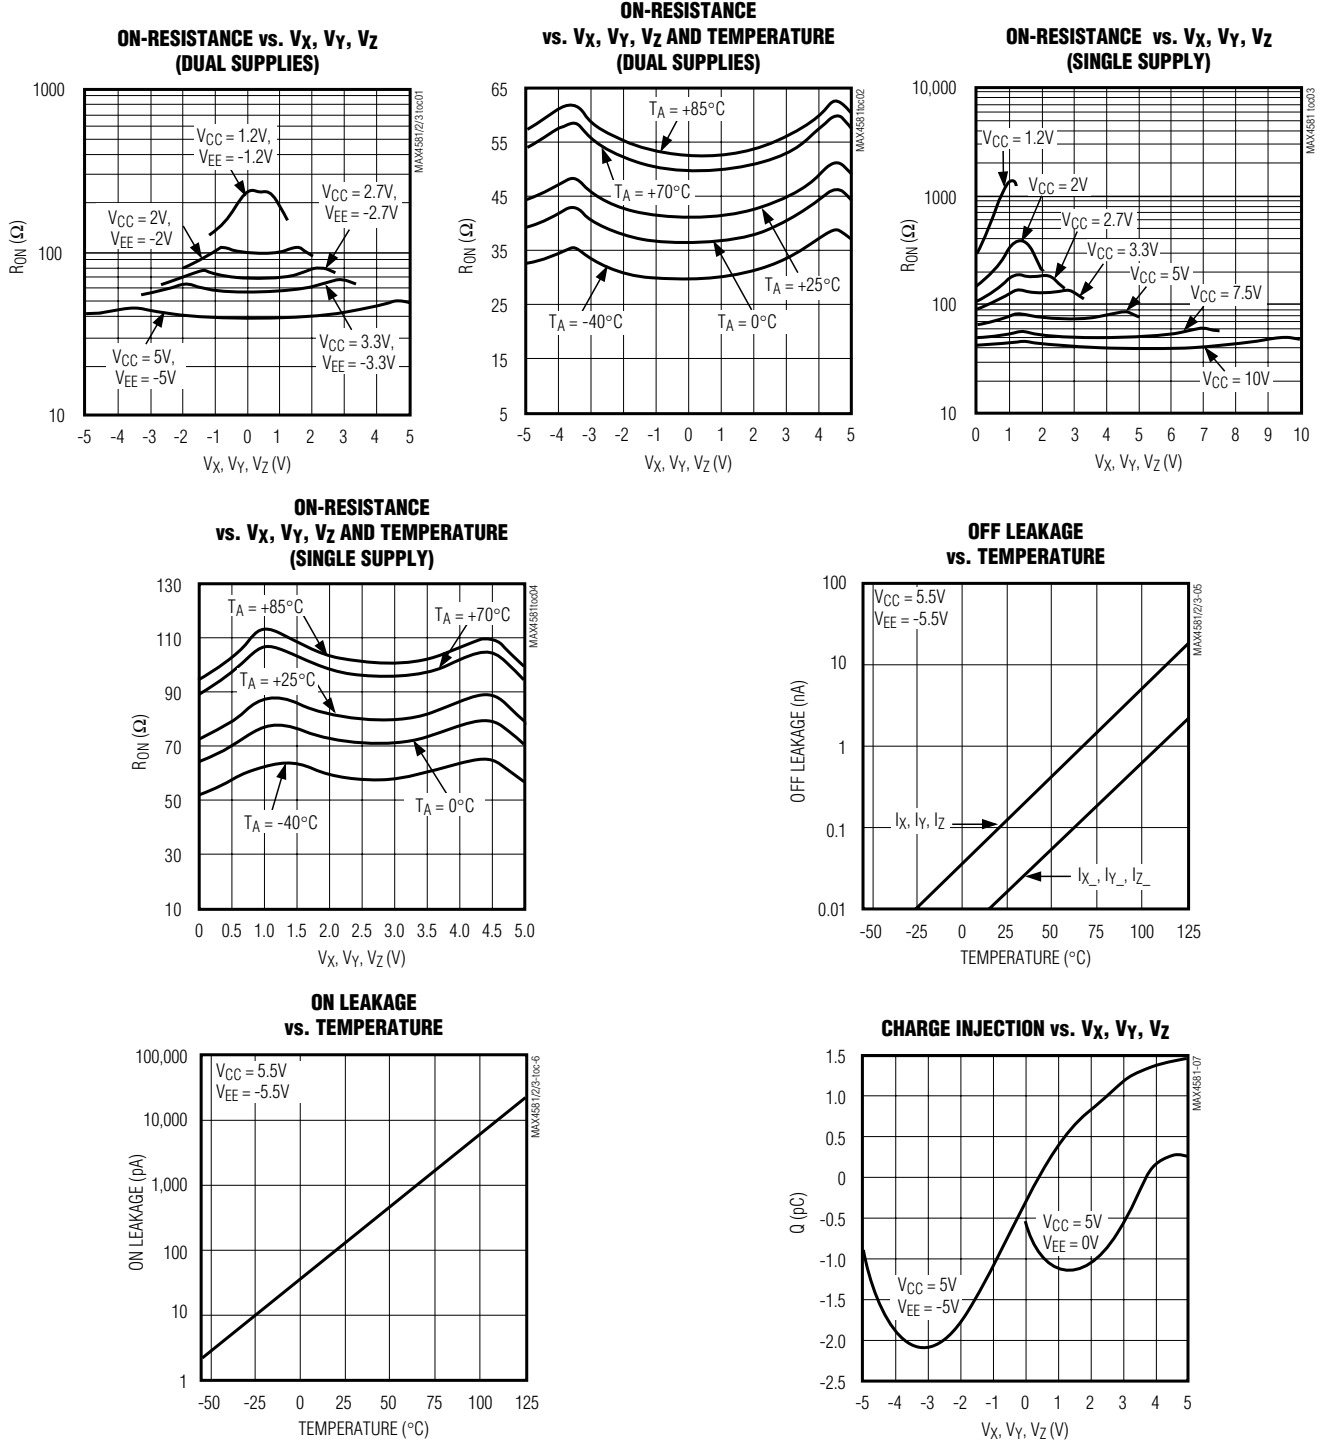 ON-RESISTANCE vs. VX, VY, VZ
(DUAL SUPPLIES)
1000
100
10
RON (Ω)
VCC = 1.2V,
VEE = -1.2V
VCC = 2V,
VEE = -2V
VCC = 2.7V,
VEE = -2.7V
VCC = 5V,
VEE = -5V
VCC = 3.3V,
VEE = -3.3V
-5 -4 -3 -2 -1 0 1 2 3 4 5
VX, VY, VZ (V)
MAX4581/2/3 toc01
ON-RESISTANCE
vs. VX, VY, VZ AND TEMPERATURE
(DUAL SUPPLIES)
65
55
45
35
25
15
5
RON (Ω)
TA = +85°C
TA = +70°C
TA = +25°C
TA = -40°C
TA = 0°C
-5 -4 -3 -2 -1 0 1 2 3 4 5
VX, VY, VZ (V)
MAX4581toc02
ON-RESISTANCE vs. VX, VY, VZ
(SINGLE SUPPLY)
10,000
1000
100
10
RON (Ω)
VCC = 1.2V
VCC = 2V
VCC = 2.7V
VCC = 3.3V
VCC = 5V
VCC = 7.5V
VCC = 10V
0 1 2 3 4 5 6 7 8 9 10
VX, VY, VZ (V)
MAX4581 toc03
ON-RESISTANCE
vs. VX, VY, VZ AND TEMPERATURE
(SINGLE SUPPLY)
130
110
90
70
50
30
10
RON (Ω)
TA = +85°C
TA = +70°C
TA = +25°C
TA = 0°C
TA = -40°C
0 0.5 1.0 1.5 2.0 2.5 3.0 3.5 4.0 4.5 5.0
VX, VY, VZ (V)
MAX4581toc04
OFF LEAKAGE
vs. TEMPERATURE
100
10
1
0.1
0.01
OFF LEAKAGE (nA)
VCC = 5.5V
VEE = -5.5V
IX, IY, IZ
IX_, IY_, IZ_
-50 -25 0 25 50 75 100 125
TEMPERATURE (°C)
MAX4581/2/3-05
ON LEAKAGE
vs. TEMPERATURE
100,000
10,000
1,000
100
10
1
ON LEAKAGE (pA)
VCC = 5.5V
VEE = -5.5V
-50 -25 0 25 50 75 100 125
TEMPERATURE (°C)
MAX4581/2/3-toc-6
CHARGE INJECTION vs. VX, VY, VZ
1.5
1.0
0.5
0
-0.5
-1.0
-1.5
-2.0
-2.5
Q (pC)
VCC = 5V
VEE = 0V
VCC = 5V
VEE = -5V
-5 -4 -3 -2 -1 0 1 2 3 4 5
VX, VY, VZ (V)
MAX4581-07